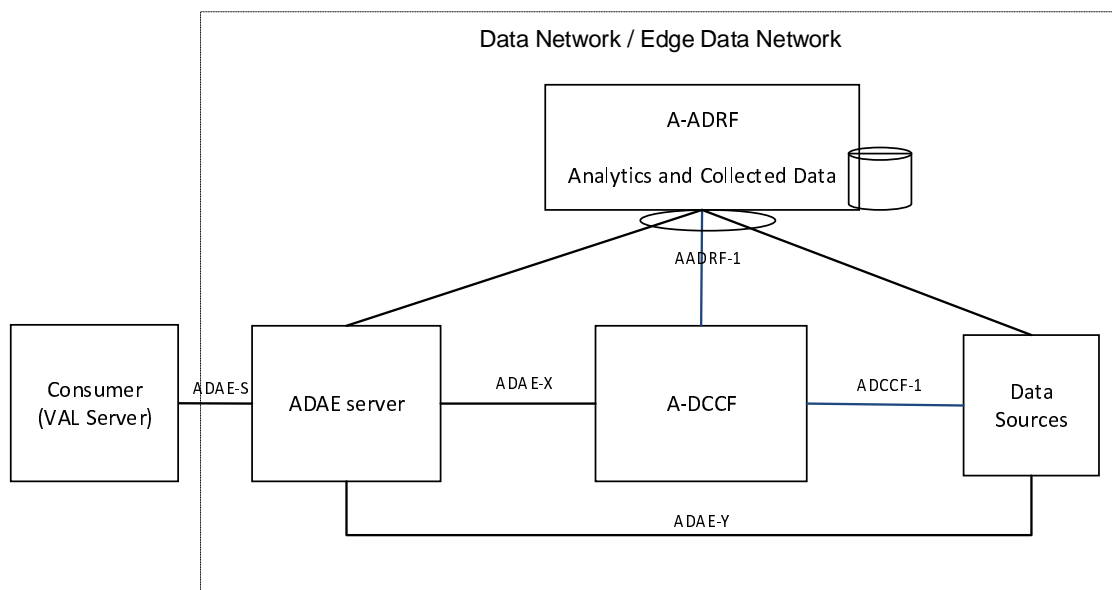 Data Network / Edge Data Network
A-ADRF
Analytics and Collected Data
AADRF-1
Consumer
(VAL Server)
ADAE-S
ADAE server
ADAE-X
A-DCCF
ADCCF-1
Data
Sources
ADAE-Y